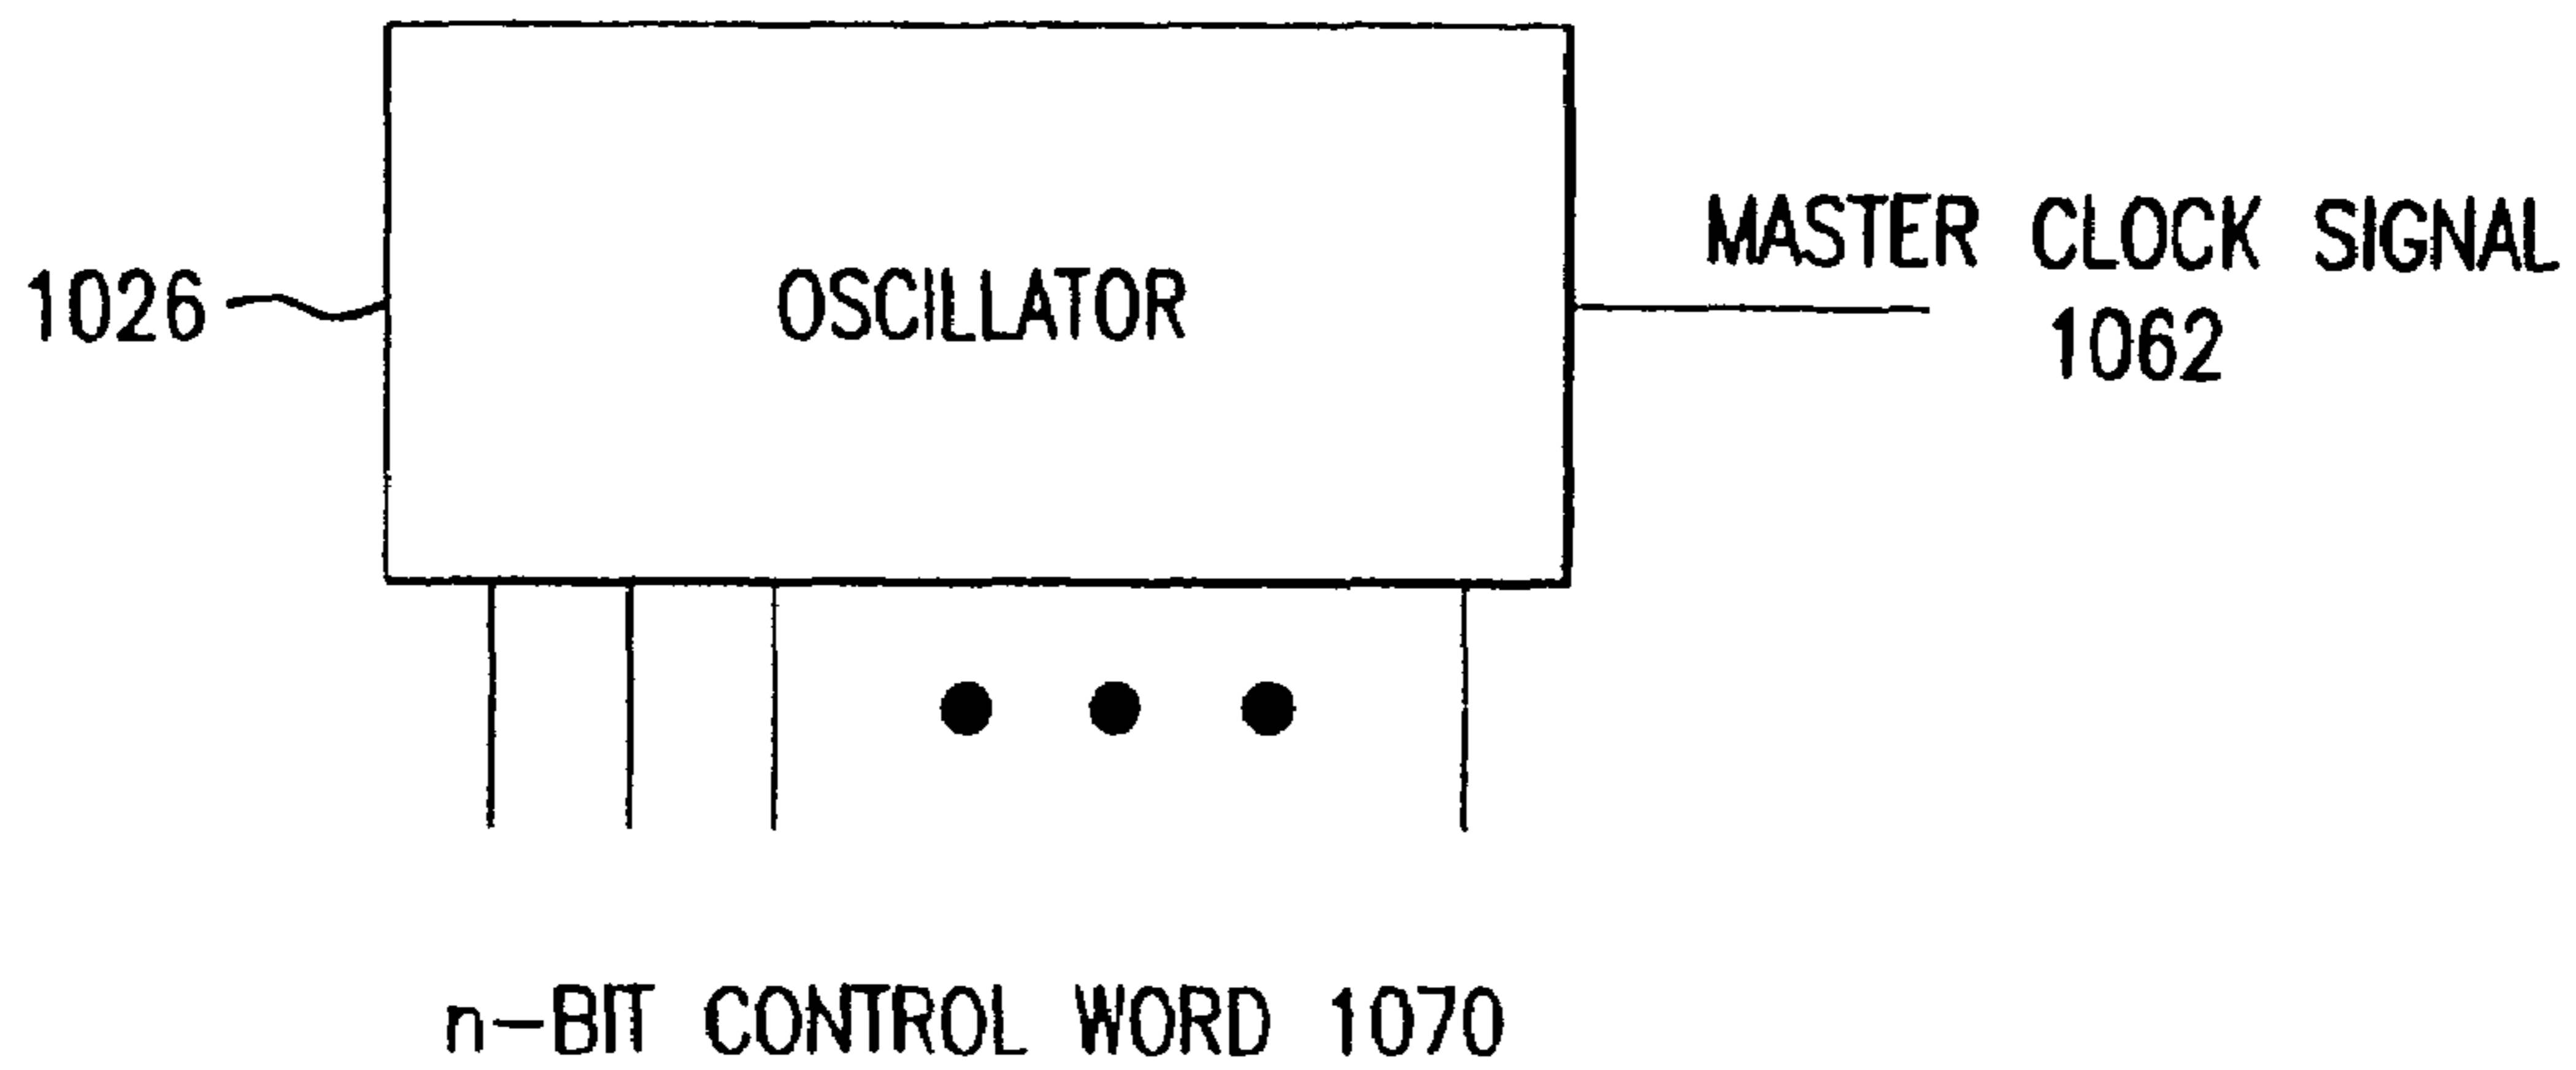 MASTER CLOCK SIGNAL
1062
1026
OSCILLATOR
n-BIT CONTROL WORD 1070